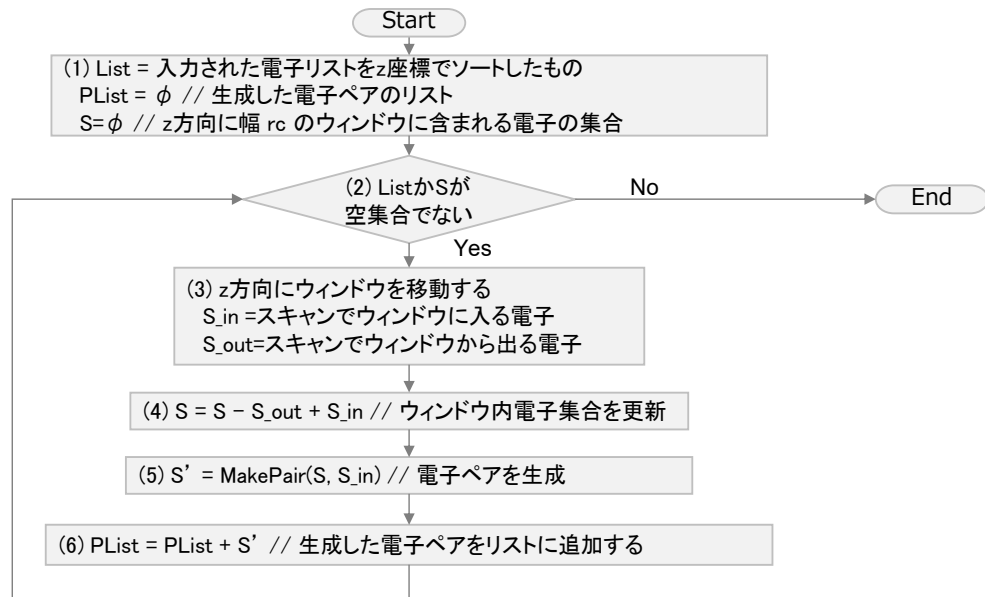 Start
(1) List = 入力された電子リストをz座標でソートしたもの
PList = φ // 生成した電子ペアのリスト
S=φ // z方向に幅 rc のウィンドウに含まれる電子の集合
(2) ListかSが
空集合でない
No
End
Yes
(3) z方向にウィンドウを移動する
S_in =スキャンでウィンドウに入る電子
S_out=スキャンでウィンドウから出る電子
(4) S = S - S_out + S_in // ウィンドウ内電子集合を更新
(5) S' = MakePair(S, S_in) // 電子ペアを生成
(6) PList = PList + S' // 生成した電子ペアをリストに追加する